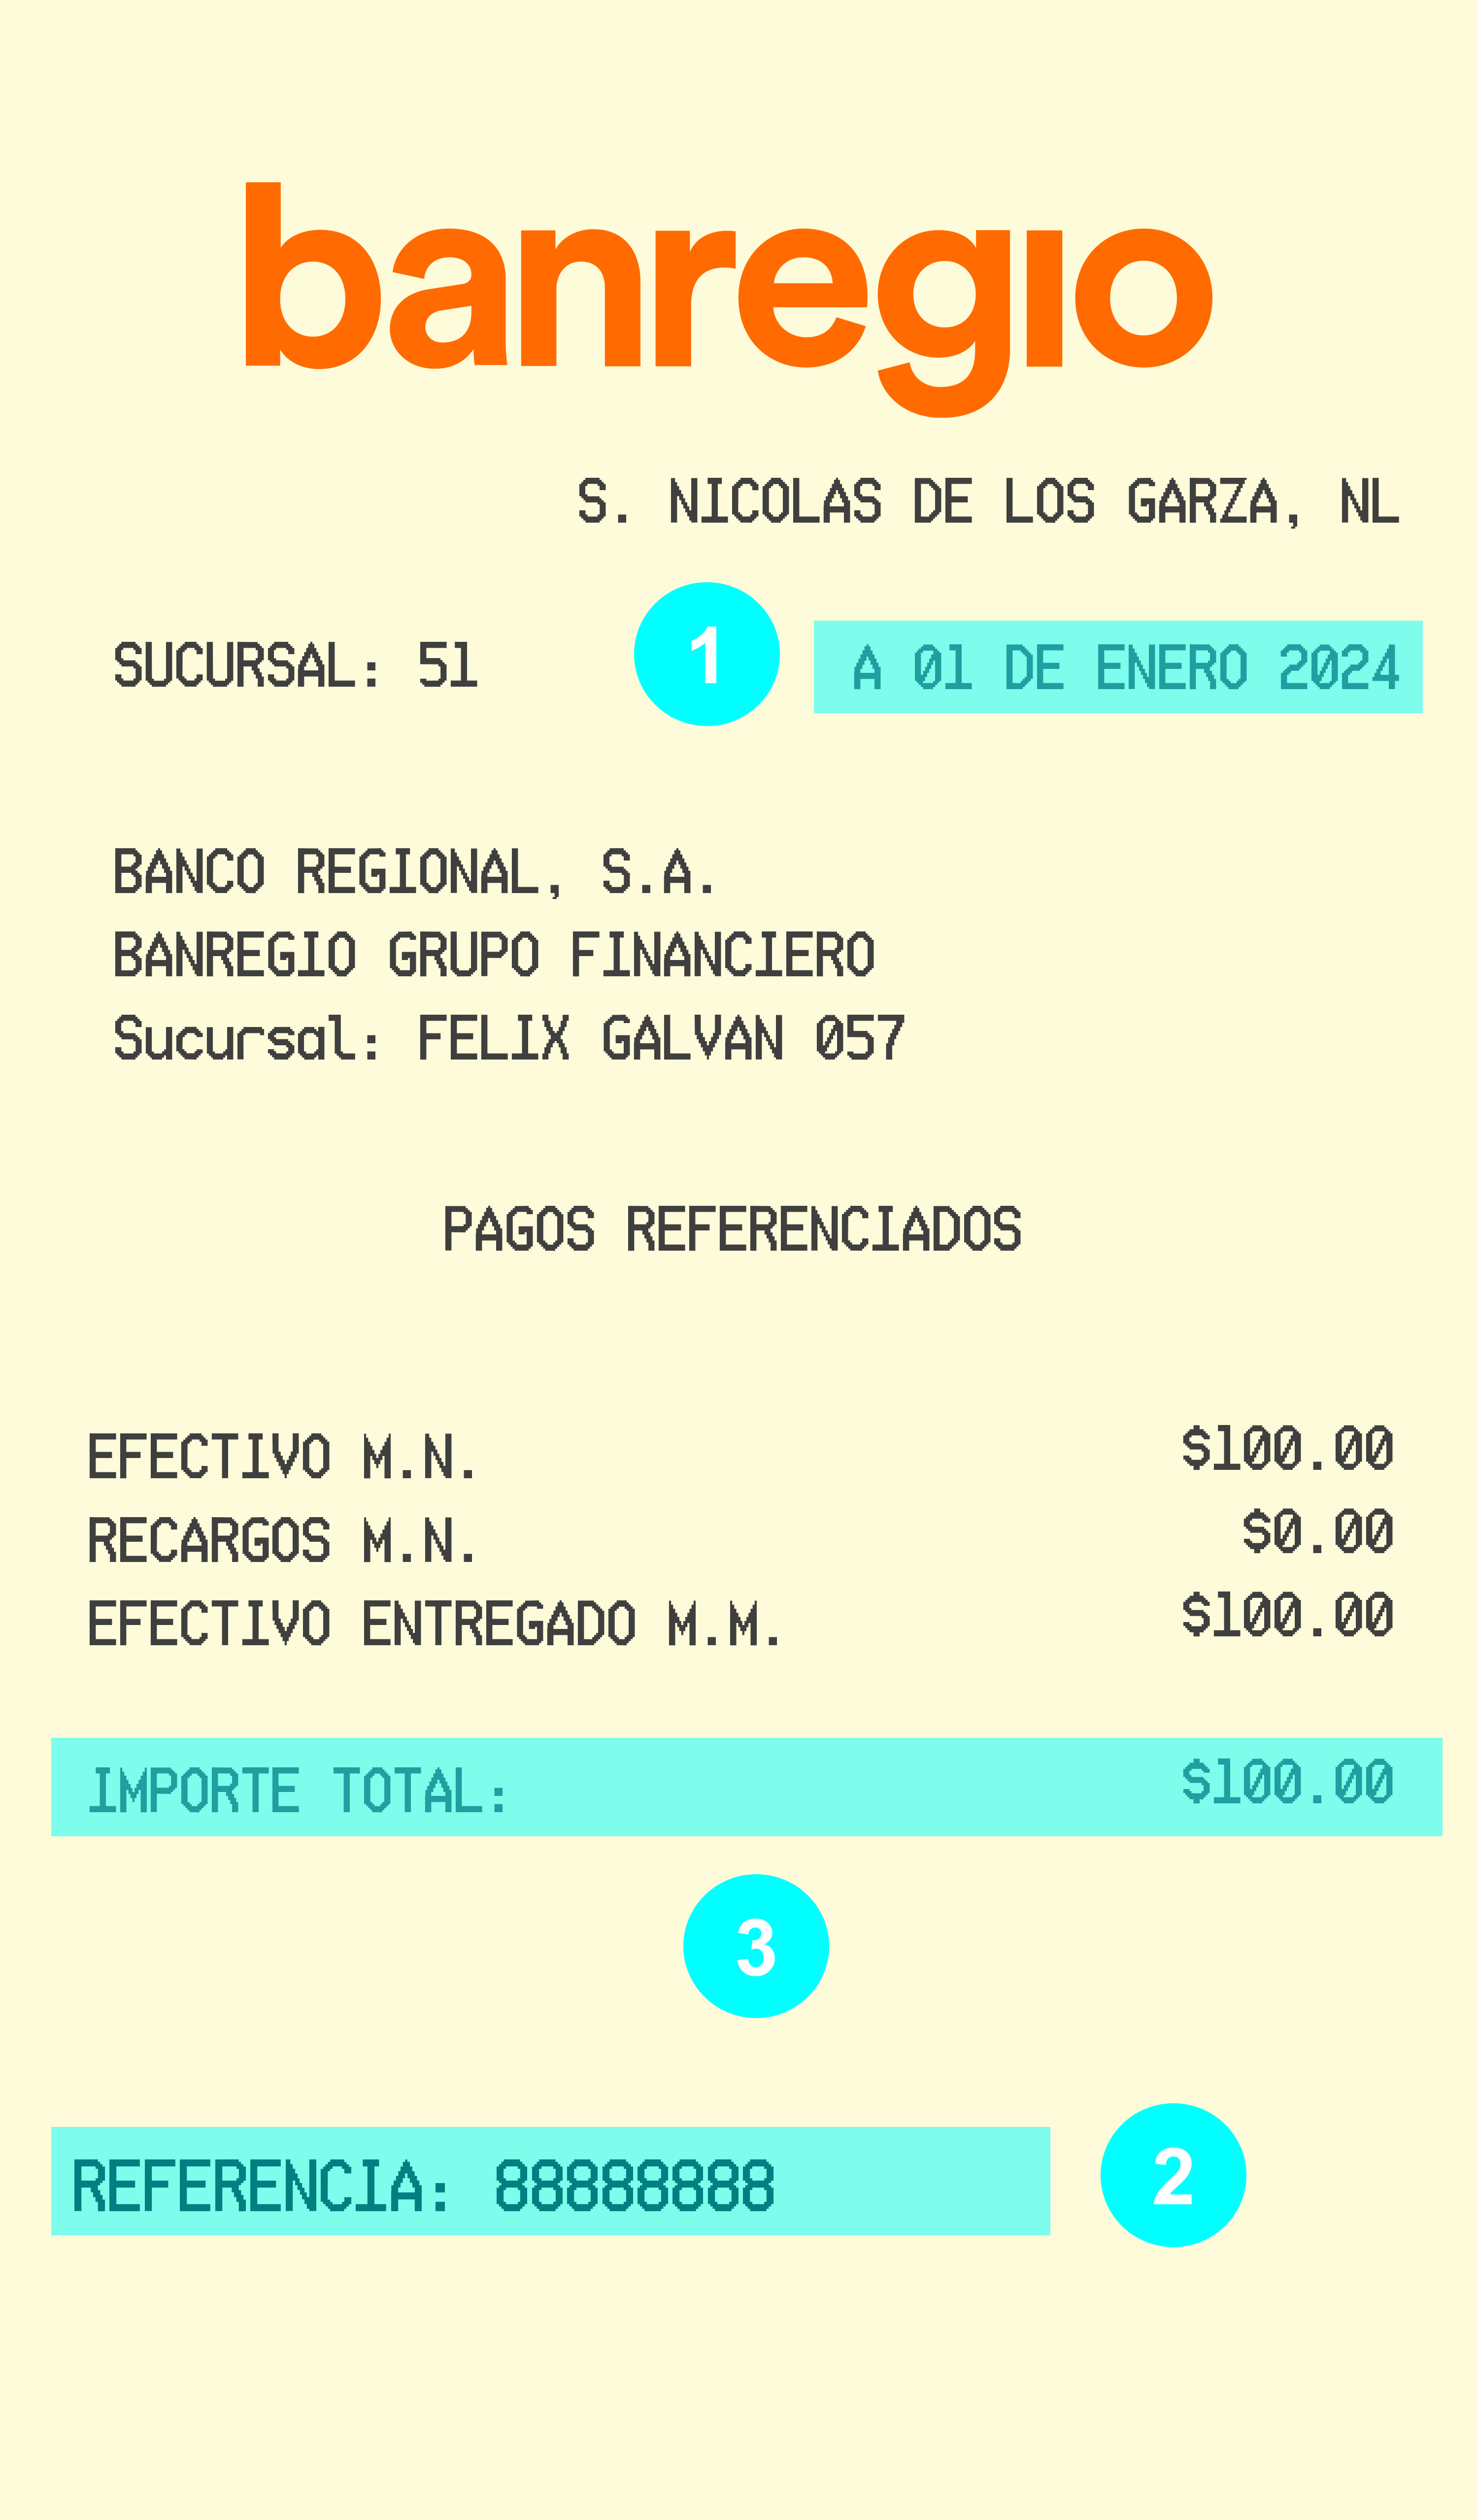 banregio
S. NICOLAS DE LOS GARZA, NL
SUCURSAL: 51 1 A 01 DE ENERO 2024
BANCO REGIONAL, S.A.
BANREGIO GRUPO FINANCIERO
Sucursal: FELIX GALVAN 057
PAGOS REFERENCIADOS
EFECTIVO M.N. $100.00
RECARGOS M.N. $0.00
EFECTIVO ENTREGADO M.M. $100.00
IMPORTE TOTAL: $100.00
3
REFERENCIA: 88888888 2